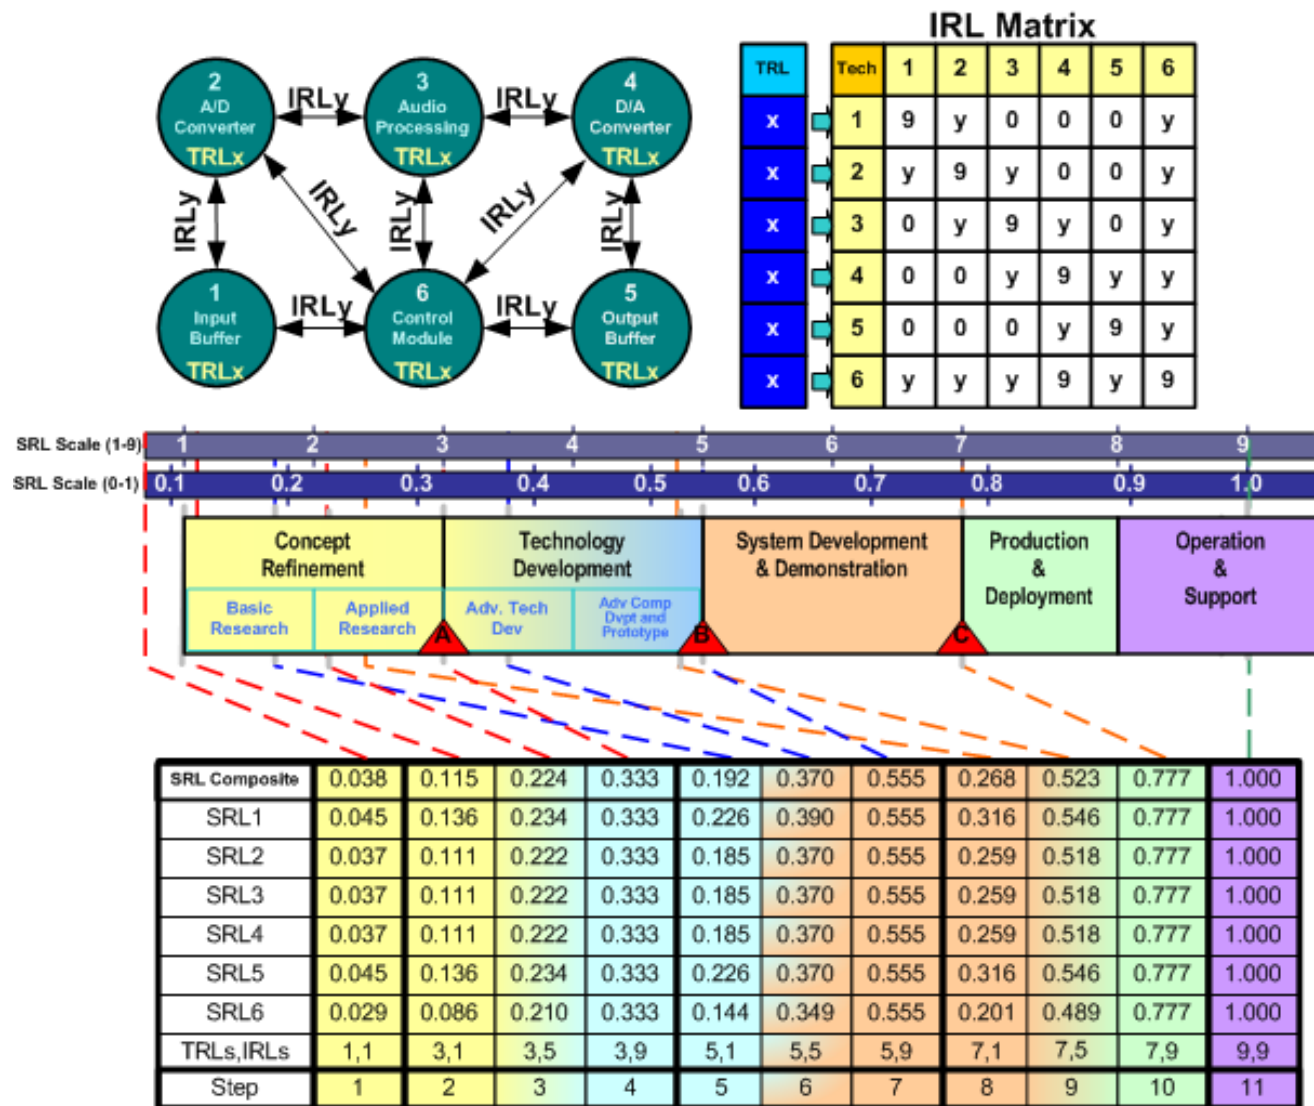 IRL Matrix
2
A/D
Converter
TRLx
IRLy
3
Audio
Processing
TRLx
IRLy
4
D/A
Converter
TRLx
IRLy
IRLy
IRLy
IRLy
IRLy
1
Input
Buffer
TRLx
IRLy
6
Control
Module
TRLx
IRLy
5
Output
Buffer
TRLx
TRL Tech 1 2 3 4 5 6
x 1 9 y 0 0 0 y
x 2 y 9 y 0 0 y
x 3 0 y 9 y 0 y
x 4 0 0 y 9 y y
x 5 0 0 0 y 9 y
x 6 y y y 9 y 9
SRL Scale (1-9) 1 2 3 4 5 6 7 8 9
SRL Scale (0-1) 0.1 0.2 0.3 0.4 0.5 0.6 0.7 0.8 0.9 1.0
Concept
Refinement
Basic
Research
Applied
Research
A
Technology
Development
Adv. Tech
Dev
Adv Comp
Dvpt and
Prototype
B
System Development
& Demonstration
C
Production
&
Deployment
Operation
&
Support
SRL Composite 0.038 0.115 0.224 0.333 0.192 0.370 0.555 0.268 0.523 0.777 1.000
SRL1 0.045 0.136 0.234 0.333 0.226 0.390 0.555 0.316 0.546 0.777 1.000
SRL2 0.037 0.111 0.222 0.333 0.185 0.370 0.555 0.259 0.518 0.777 1.000
SRL3 0.037 0.111 0.222 0.333 0.185 0.370 0.555 0.259 0.518 0.777 1.000
SRL4 0.037 0.111 0.222 0.333 0.185 0.370 0.555 0.259 0.518 0.777 1.000
SRL5 0.045 0.136 0.234 0.333 0.226 0.370 0.555 0.316 0.546 0.777 1.000
SRL6 0.029 0.086 0.210 0.333 0.144 0.349 0.555 0.201 0.489 0.777 1.000
TRLs,IRLs 1,1 3,1 3,5 3,9 5,1 5,5 5,9 7,1 7,5 7,9 9,9
Step 1 2 3 4 5 6 7 8 9 10 11